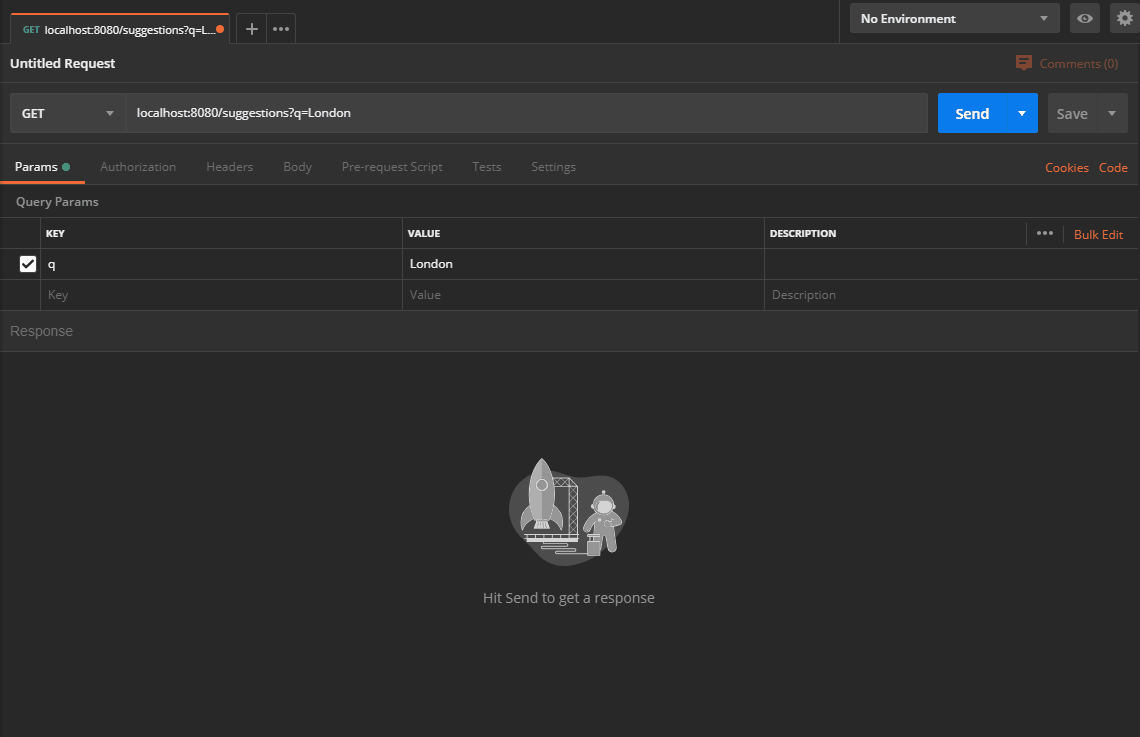 GET localhost:8080/suggestions?q=L...
No Environment
Untitled Request
Comments (0)
GET
localhost:8080/suggestions?q=London
Send
Save
Params
Authorization
Headers
Body
Pre-request Script
Tests
Settings
Cookies
Code
Query Params
KEY
VALUE
DESCRIPTION
Bulk Edit
q
London
Key
Value
Description
Response
Hit Send to get a response